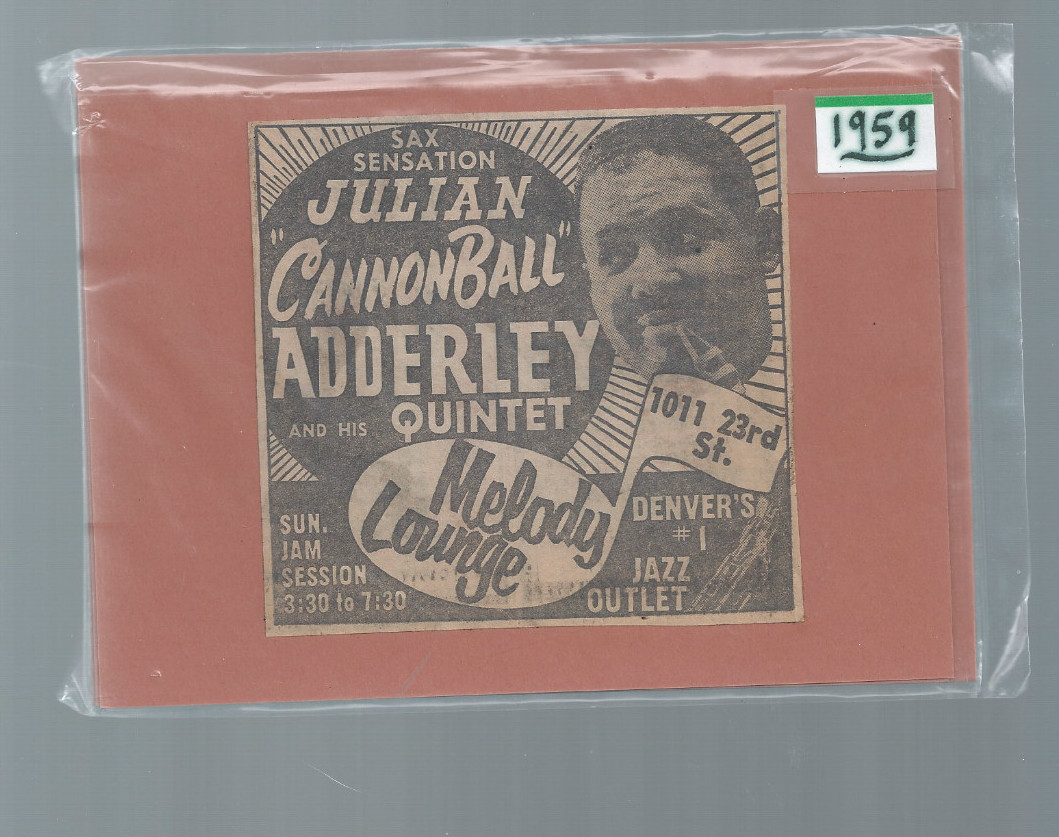 1959
SAX
SENSATION
JULIAN
"CANNONBALL"
ADDERLEY
AND HIS QUINTET
1011 23rd
St.
Melody
Lounge
SUN.
JAM
SESSION
3:30 to 7:30
DENVER'S
#1
JAZZ
OUTLET